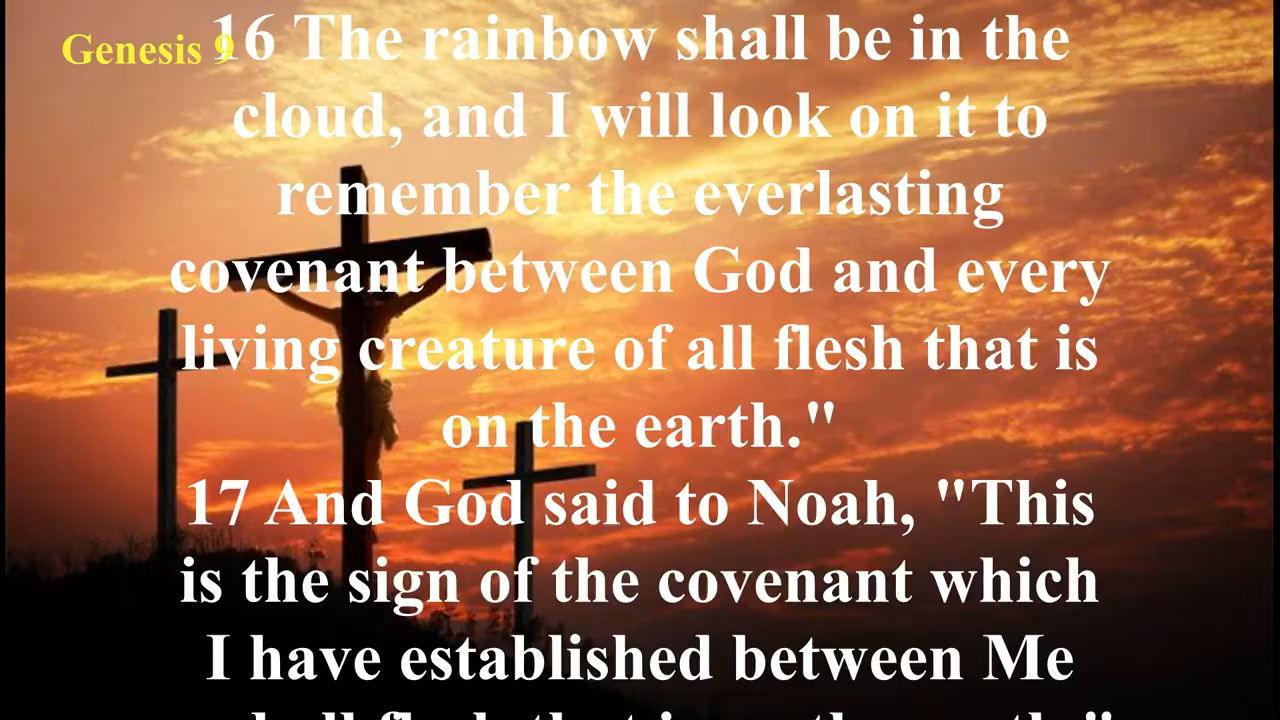 Genesis 9
16 The rainbow shall be in the
cloud, and I will look on it to
remember the everlasting
covenant between God and every
living creature of all flesh that is
on the earth."
17 And God said to Noah, "This
is the sign of the covenant which
I have established between Me